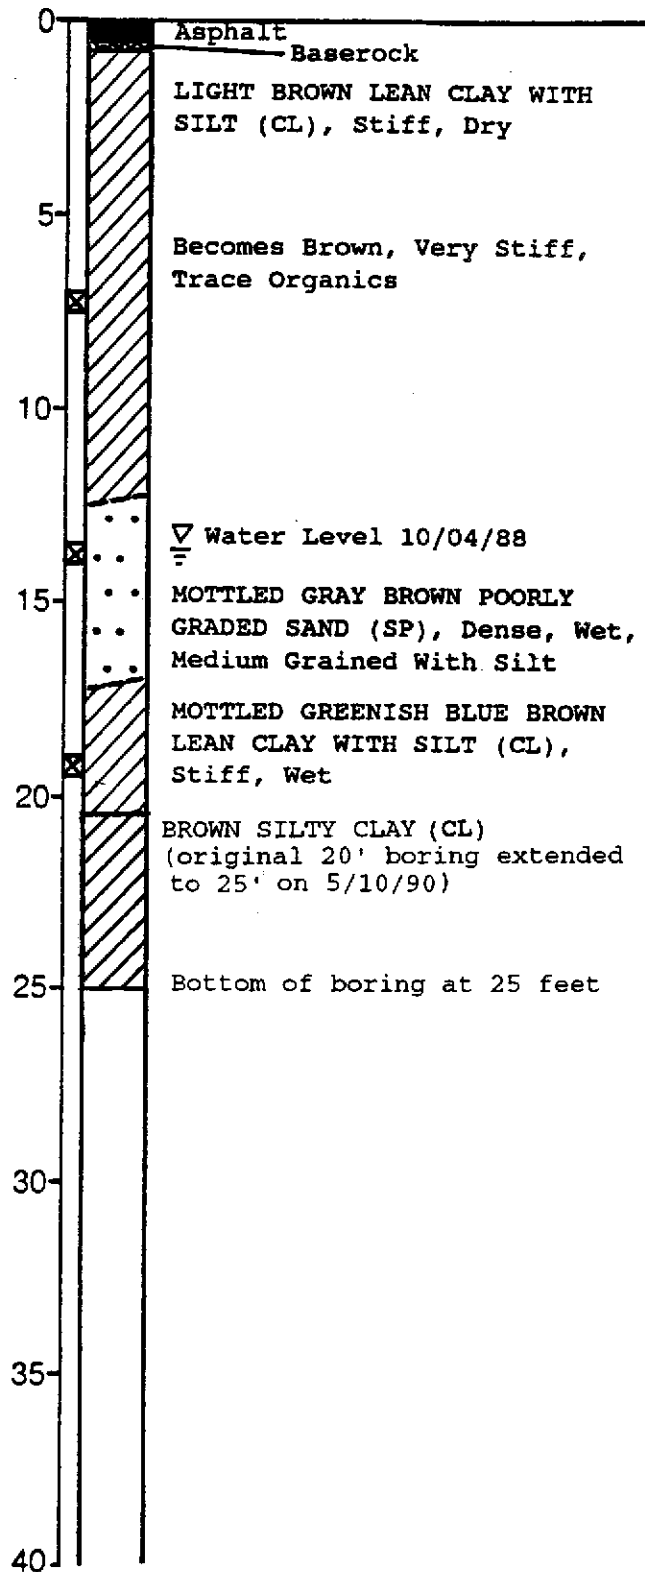 0
Asphalt
Baserock
LIGHT BROWN LEAN CLAY WITH
SILT (CL), Stiff, Dry
5
Becomes Brown, Very Stiff,
Trace Organics
10
Water Level 10/04/88
15
MOTTLED GRAY BROWN POORLY
GRADED SAND (SP), Dense, Wet,
Medium Grained With Silt
MOTTLED GREENISH BLUE BROWN
LEAN CLAY WITH SILT (CL),
Stiff, Wet
20
BROWN SILTY CLAY (CL)
(original 20' boring extended
to 25' on 5/10/90)
25
Bottom of boring at 25 feet
30
35
40